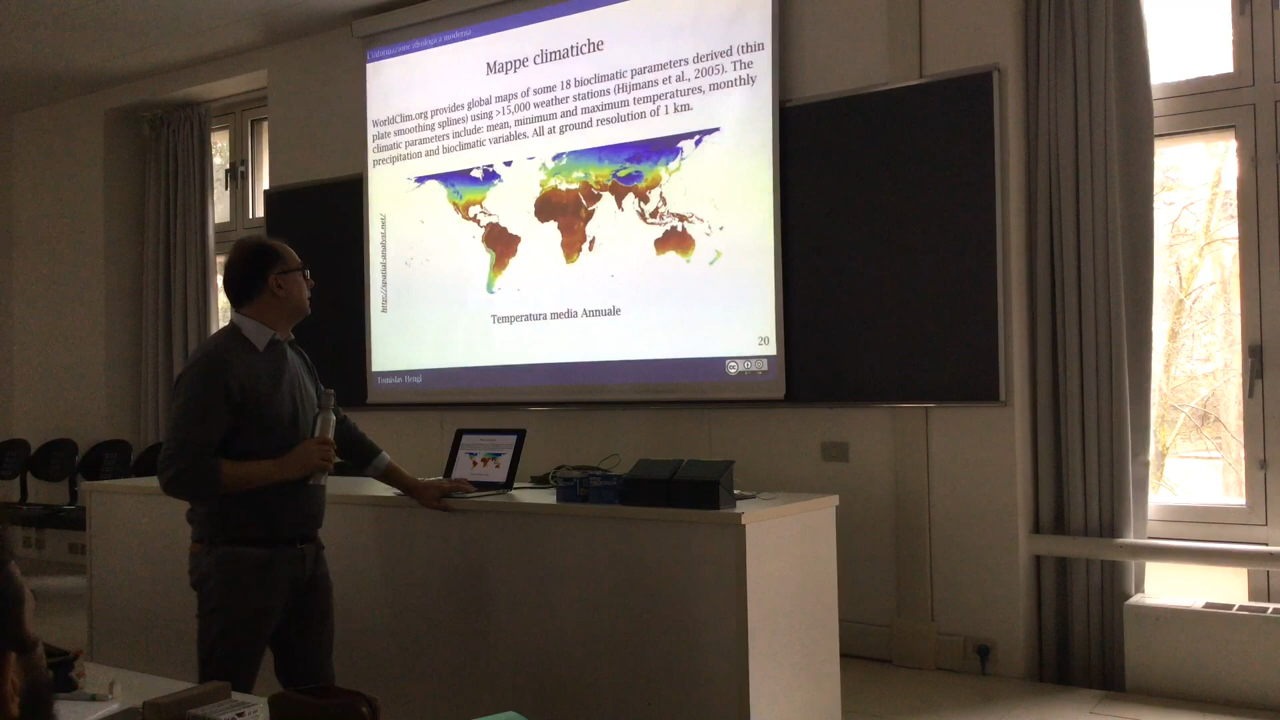 L'informazione ideologica moderna
Mappe climatiche
WorldClim.org provides global maps of some 18 bioclimatic parameters derived (thin
plate smoothing splines) using >15,000 weather stations (Hijmans et al., 2005). The
climatic parameters include: mean, minimum and maximum temperatures, monthly
precipitation and bioclimatic variables. All at ground resolution of 1 km.
http://spatial-analyst.net/
Temperatura media Annuale
20
Tomislav Hengl
cc